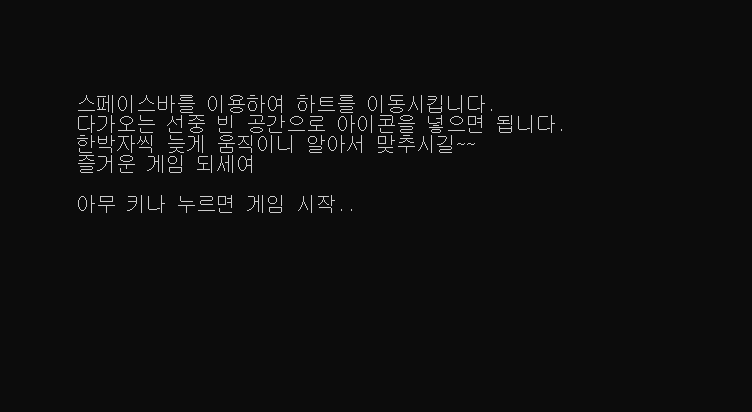 스페이스바를 이용하여 하트를 이동시킵니다.
다가오는 선중 빈 공간으로 아이콘을 넣으면 됩니다.
한박자씩 늦게 움직이니 알아서 맞추시길~~
즐거운 게임 되세여
아무 키나 누르면 게임 시작..